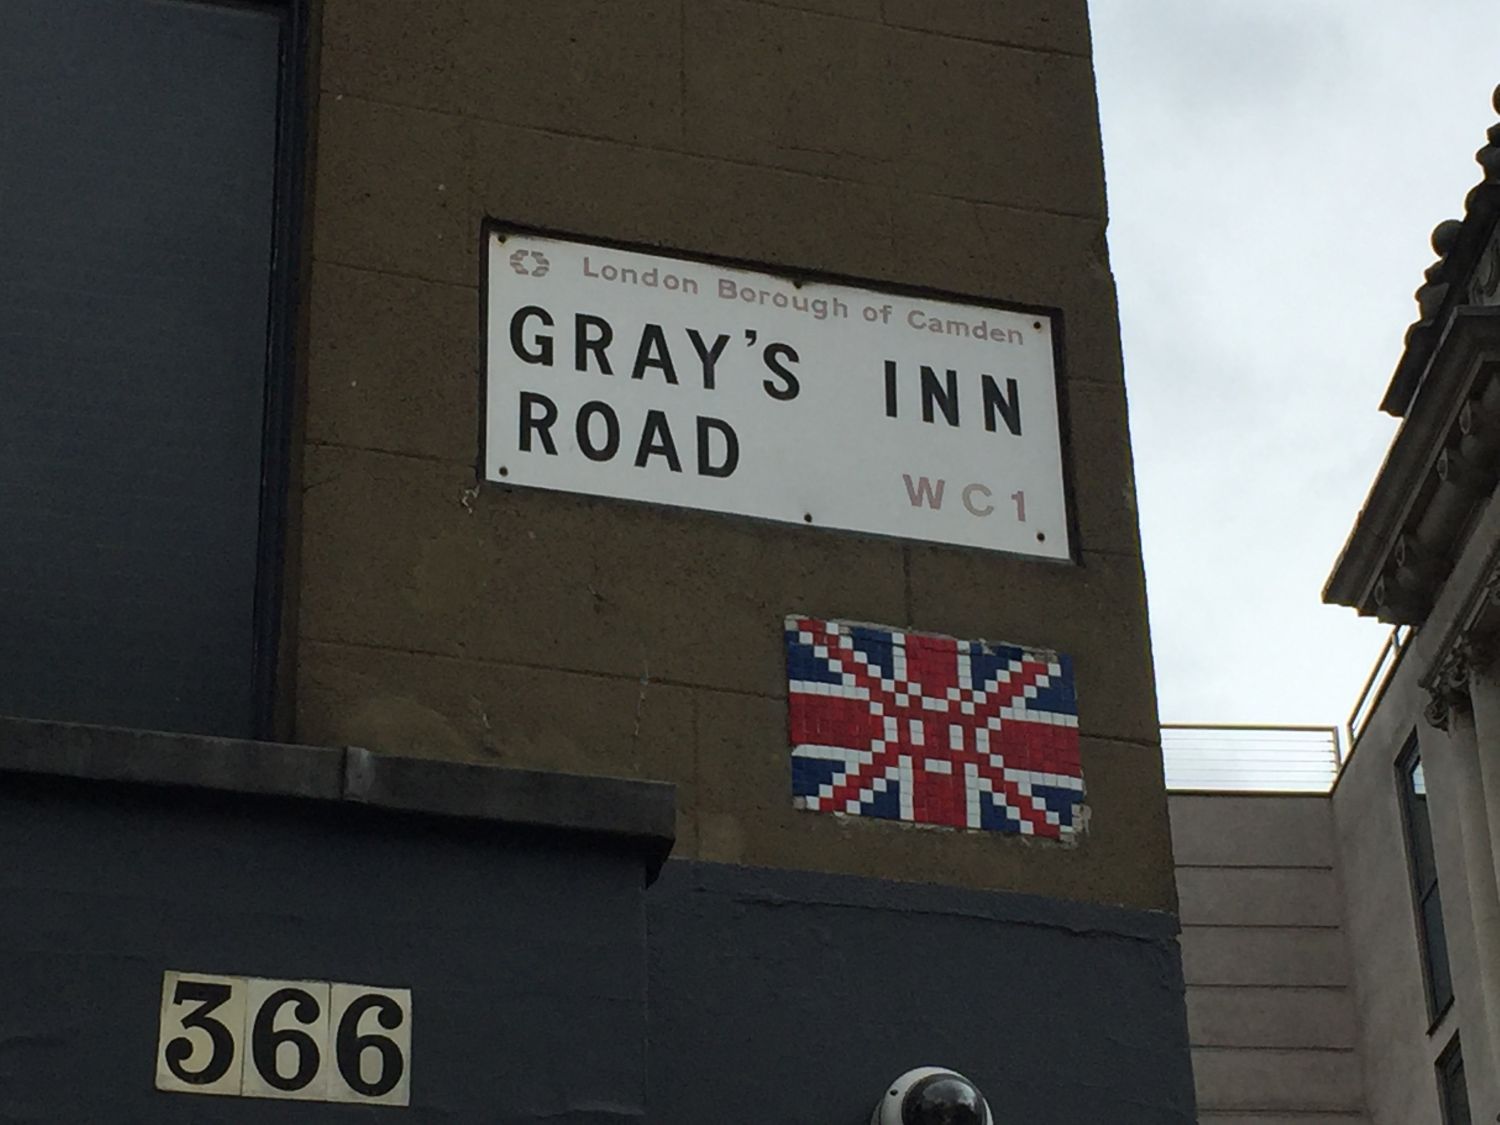 London Borough of Camden
GRAY'S INN
ROAD
WC1
366